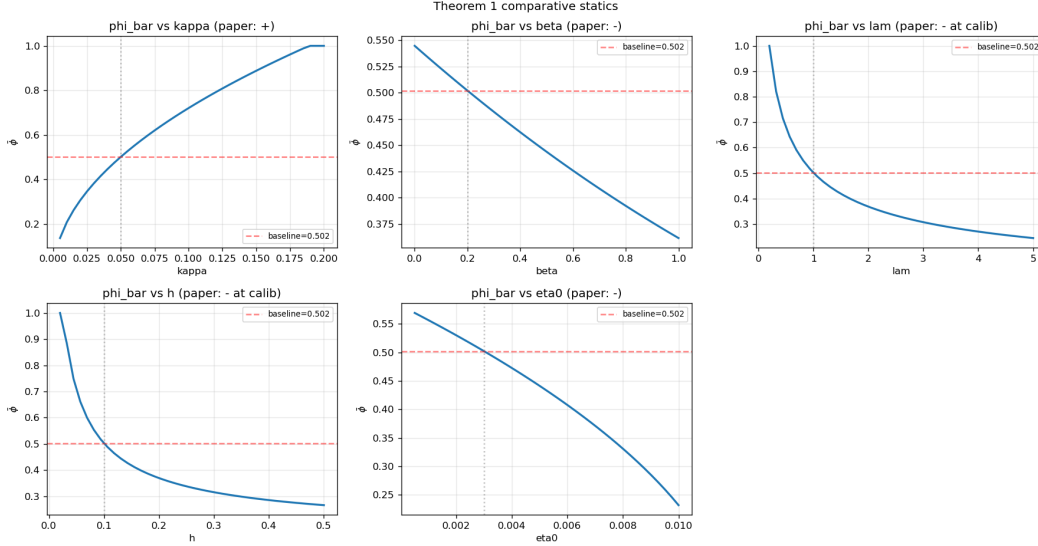 Theorem 1 comparative statics
phi_bar vs kappa (paper: +)
1.0
0.8
0.6
0.4
0.2
ϕ̄
0.000 0.025 0.050 0.075 0.100 0.125 0.150 0.175 0.200
kappa
baseline=0.502
phi_bar vs beta (paper: -)
0.550
0.525
0.500
0.475
0.450
0.425
0.400
0.375
ϕ̄
0.0 0.2 0.4 0.6 0.8 1.0
beta
baseline=0.502
phi_bar vs lam (paper: - at calib)
1.0
0.9
0.8
0.7
0.6
0.5
0.4
0.3
ϕ̄
0 1 2 3 4 5
lam
baseline=0.502
phi_bar vs h (paper: - at calib)
1.0
0.9
0.8
0.7
0.6
0.5
0.4
0.3
ϕ̄
0.0 0.1 0.2 0.3 0.4 0.5
h
baseline=0.502
phi_bar vs eta0 (paper: -)
0.55
0.50
0.45
0.40
0.35
0.30
0.25
ϕ̄
0.002 0.004 0.006 0.008 0.010
eta0
baseline=0.502